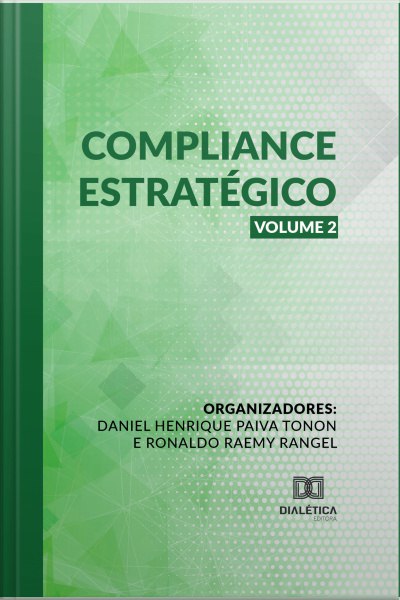 COMPLIANCE
ESTRATÉGICO
VOLUME 2
ORGANIZADORES:
DANIEL HENRIQUE PAIVA TONON
E RONALDO RAEMY RANGEL
DIALÉTICA
EDITORA